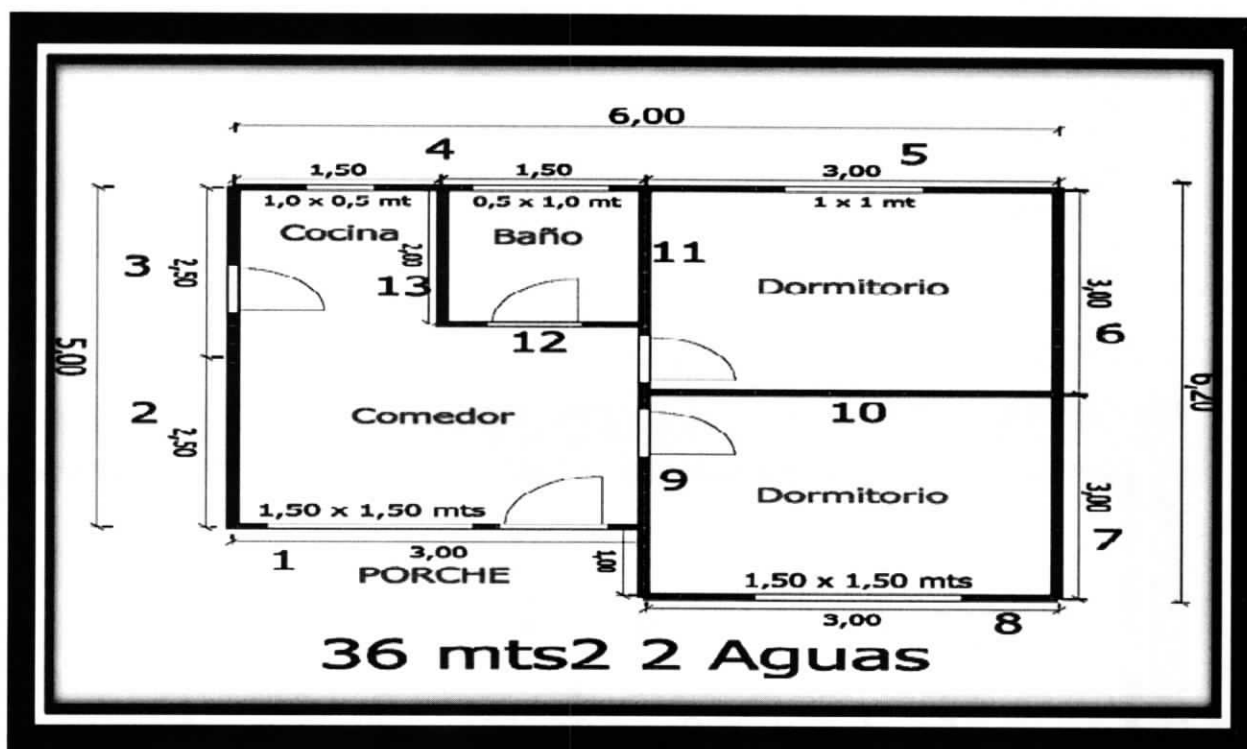 6,00
4
5
1,50
1,50
3,00
1,0 x 0,5 mt
0,5 x 1,0 mt
1 x 1 mt
Cocina
Baño
2,00
11
3
2,50
13
Dormitorio
3,00
6
5,00
12
6,20
2
2,50
Comedor
10
9
Dormitorio
3,00
7
1,50 x 1,50 mts
3,00
1
PORCHE
1,00
1,50 x 1,50 mts
3,00
8
36 mts2 2 Aguas